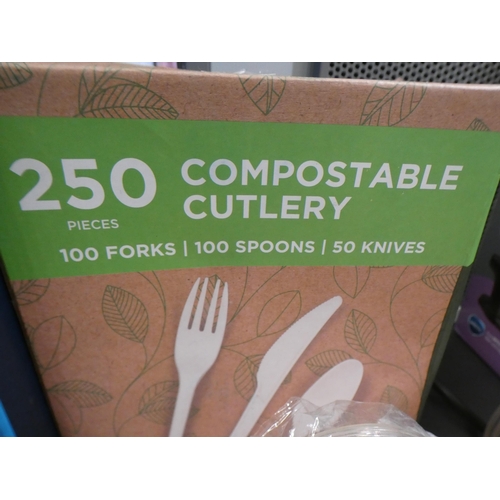 250 PIECES
COMPOSTABLE
CUTLERY
100 FORKS | 100 SPOONS | 50 KNIVES